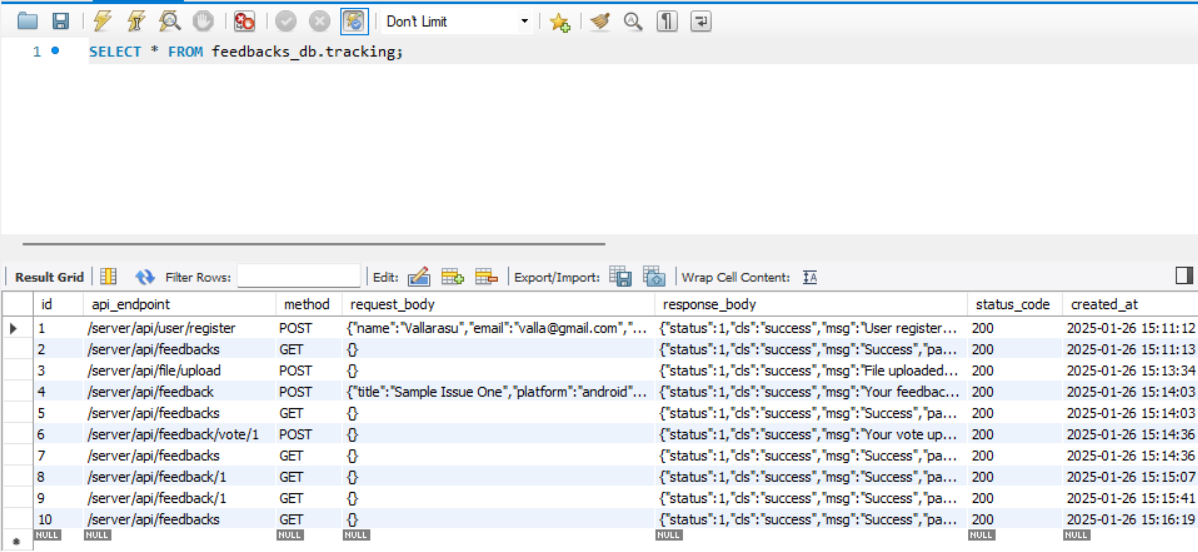 Don't Limit
1 SELECT * FROM feedbacks_db.tracking;
Result Grid Filter Rows: Edit: Export/Import: Wrap Cell Content:
id api_endpoint method request_body response_body status_code created_at
1 /server/api/user/register POST {"name":"Vallarasu","email":"valla@gmail.com","... {"status":1,"cls":"success","msg":"User register... 200 2025-01-26 15:11:12
2 /server/api/feedbacks GET {} {"status":1,"cls":"success","msg":"Success","pa... 200 2025-01-26 15:11:13
3 /server/api/file/upload POST {} {"status":1,"cls":"success","msg":"File uploaded... 200 2025-01-26 15:13:34
4 /server/api/feedback POST {"title":"Sample Issue One","platform":"android"... {"status":1,"cls":"success","msg":"Your feedbac... 200 2025-01-26 15:14:03
5 /server/api/feedbacks GET {} {"status":1,"cls":"success","msg":"Success","pa... 200 2025-01-26 15:14:03
6 /server/api/feedback/vote/1 POST {} {"status":1,"cls":"success","msg":"Your vote up... 200 2025-01-26 15:14:36
7 /server/api/feedbacks GET {} {"status":1,"cls":"success","msg":"Success","pa... 200 2025-01-26 15:14:36
8 /server/api/feedback/1 GET {} {"status":1,"cls":"success","msg":"Success","pa... 200 2025-01-26 15:15:07
9 /server/api/feedback/1 GET {} {"status":1,"cls":"success","msg":"Success","pa... 200 2025-01-26 15:15:41
10 /server/api/feedbacks GET {} {"status":1,"cls":"success","msg":"Success","pa... 200 2025-01-26 15:16:19
NULL NULL NULL NULL NULL NULL NULL